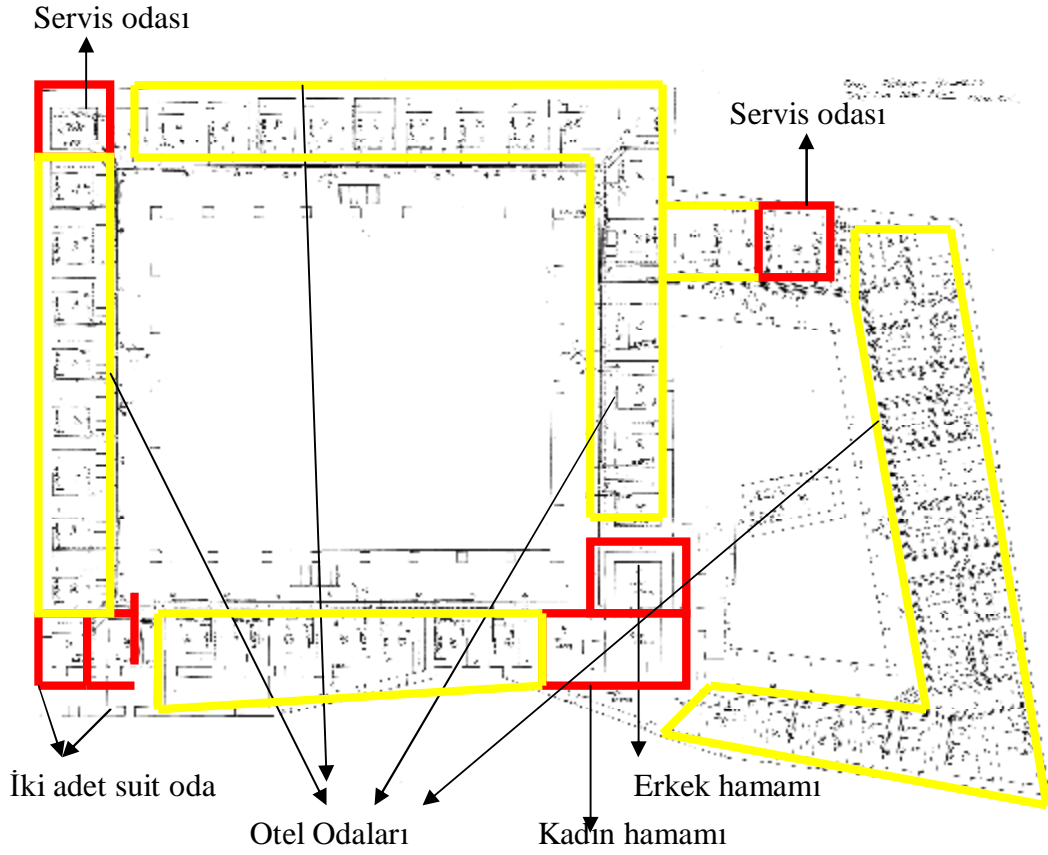 Servis odası
Servis odası
İki adet suit oda
Erkek hamamı
Otel Odaları
Kadın hamamı